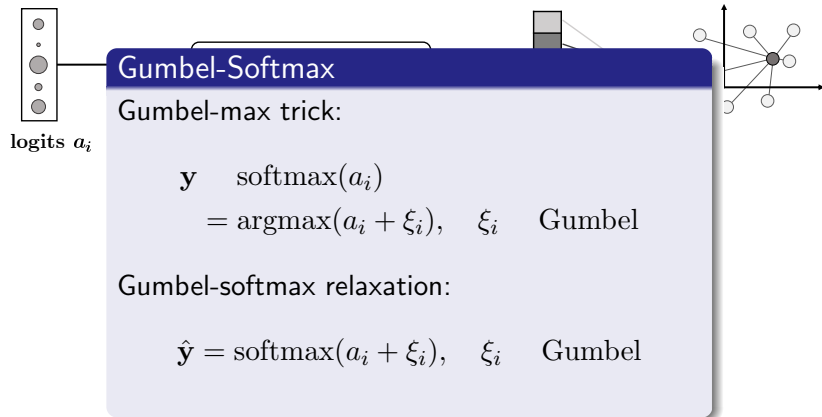 logits a_i
Gumbel-Softmax
Gumbel-max trick:
y softmax(a_i)
= argmax(a_i + ξ_i), ξ_i Gumbel
Gumbel-softmax relaxation:
ŷ = softmax(a_i + ξ_i), ξ_i Gumbel